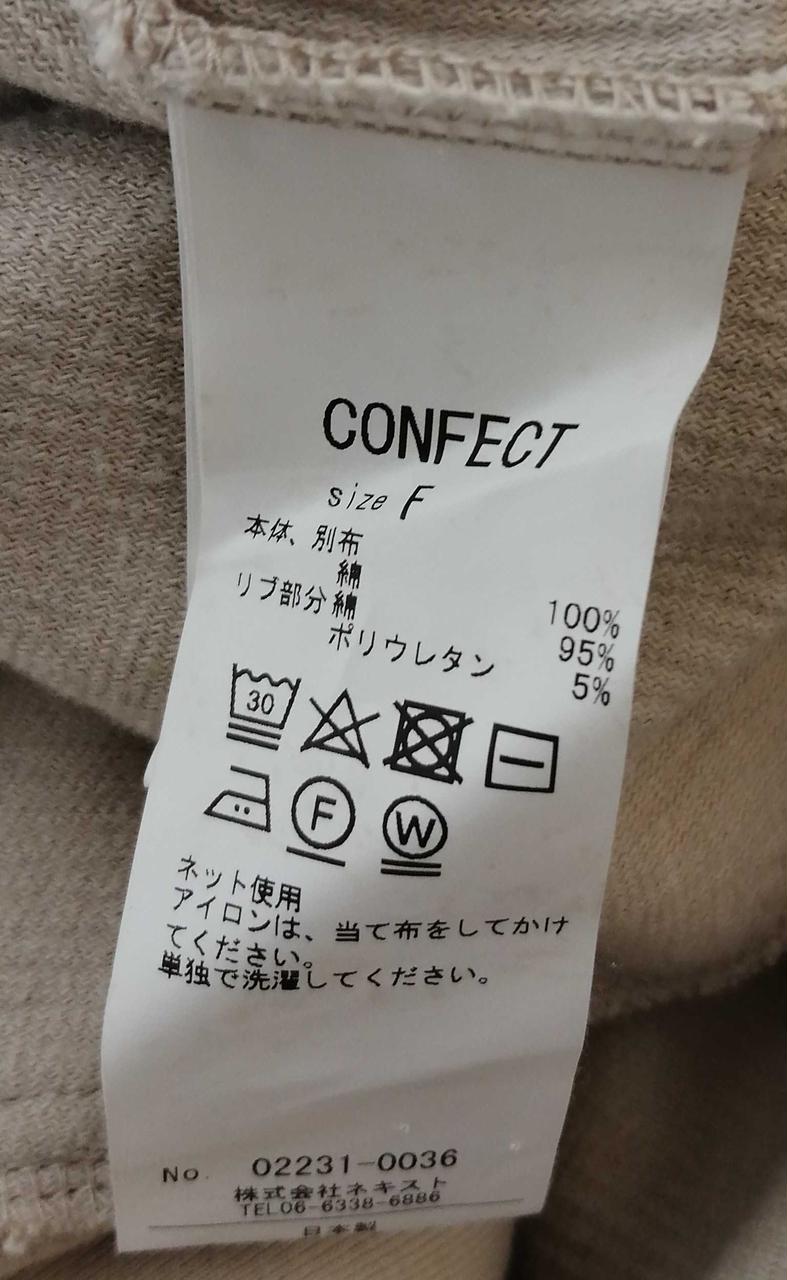 CONFECT
size F
本体、別布
綿 100%
リブ部分 綿 95%
ポリウレタン 5%
30
F W
ネット使用
アイロンは、当て布をしてかけ
てください。
単独で洗濯してください。
No. 02231-0036
株式会社ネキスト
TEL06-6338-6886
日本製